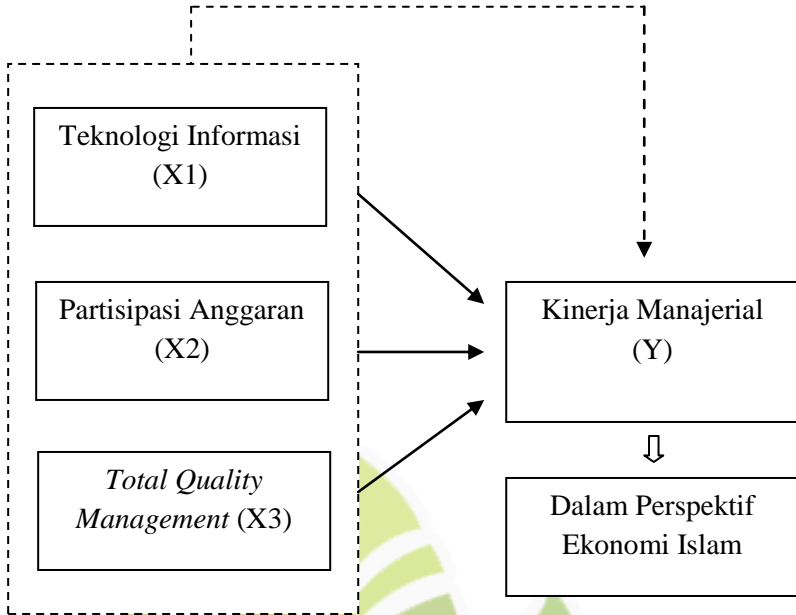 Teknologi Informasi
(X1)
Partisipasi Anggaran
(X2)
Total Quality
Management (X3)
Kinerja Manajerial
(Y)
Dalam Perspektif
Ekonomi Islam